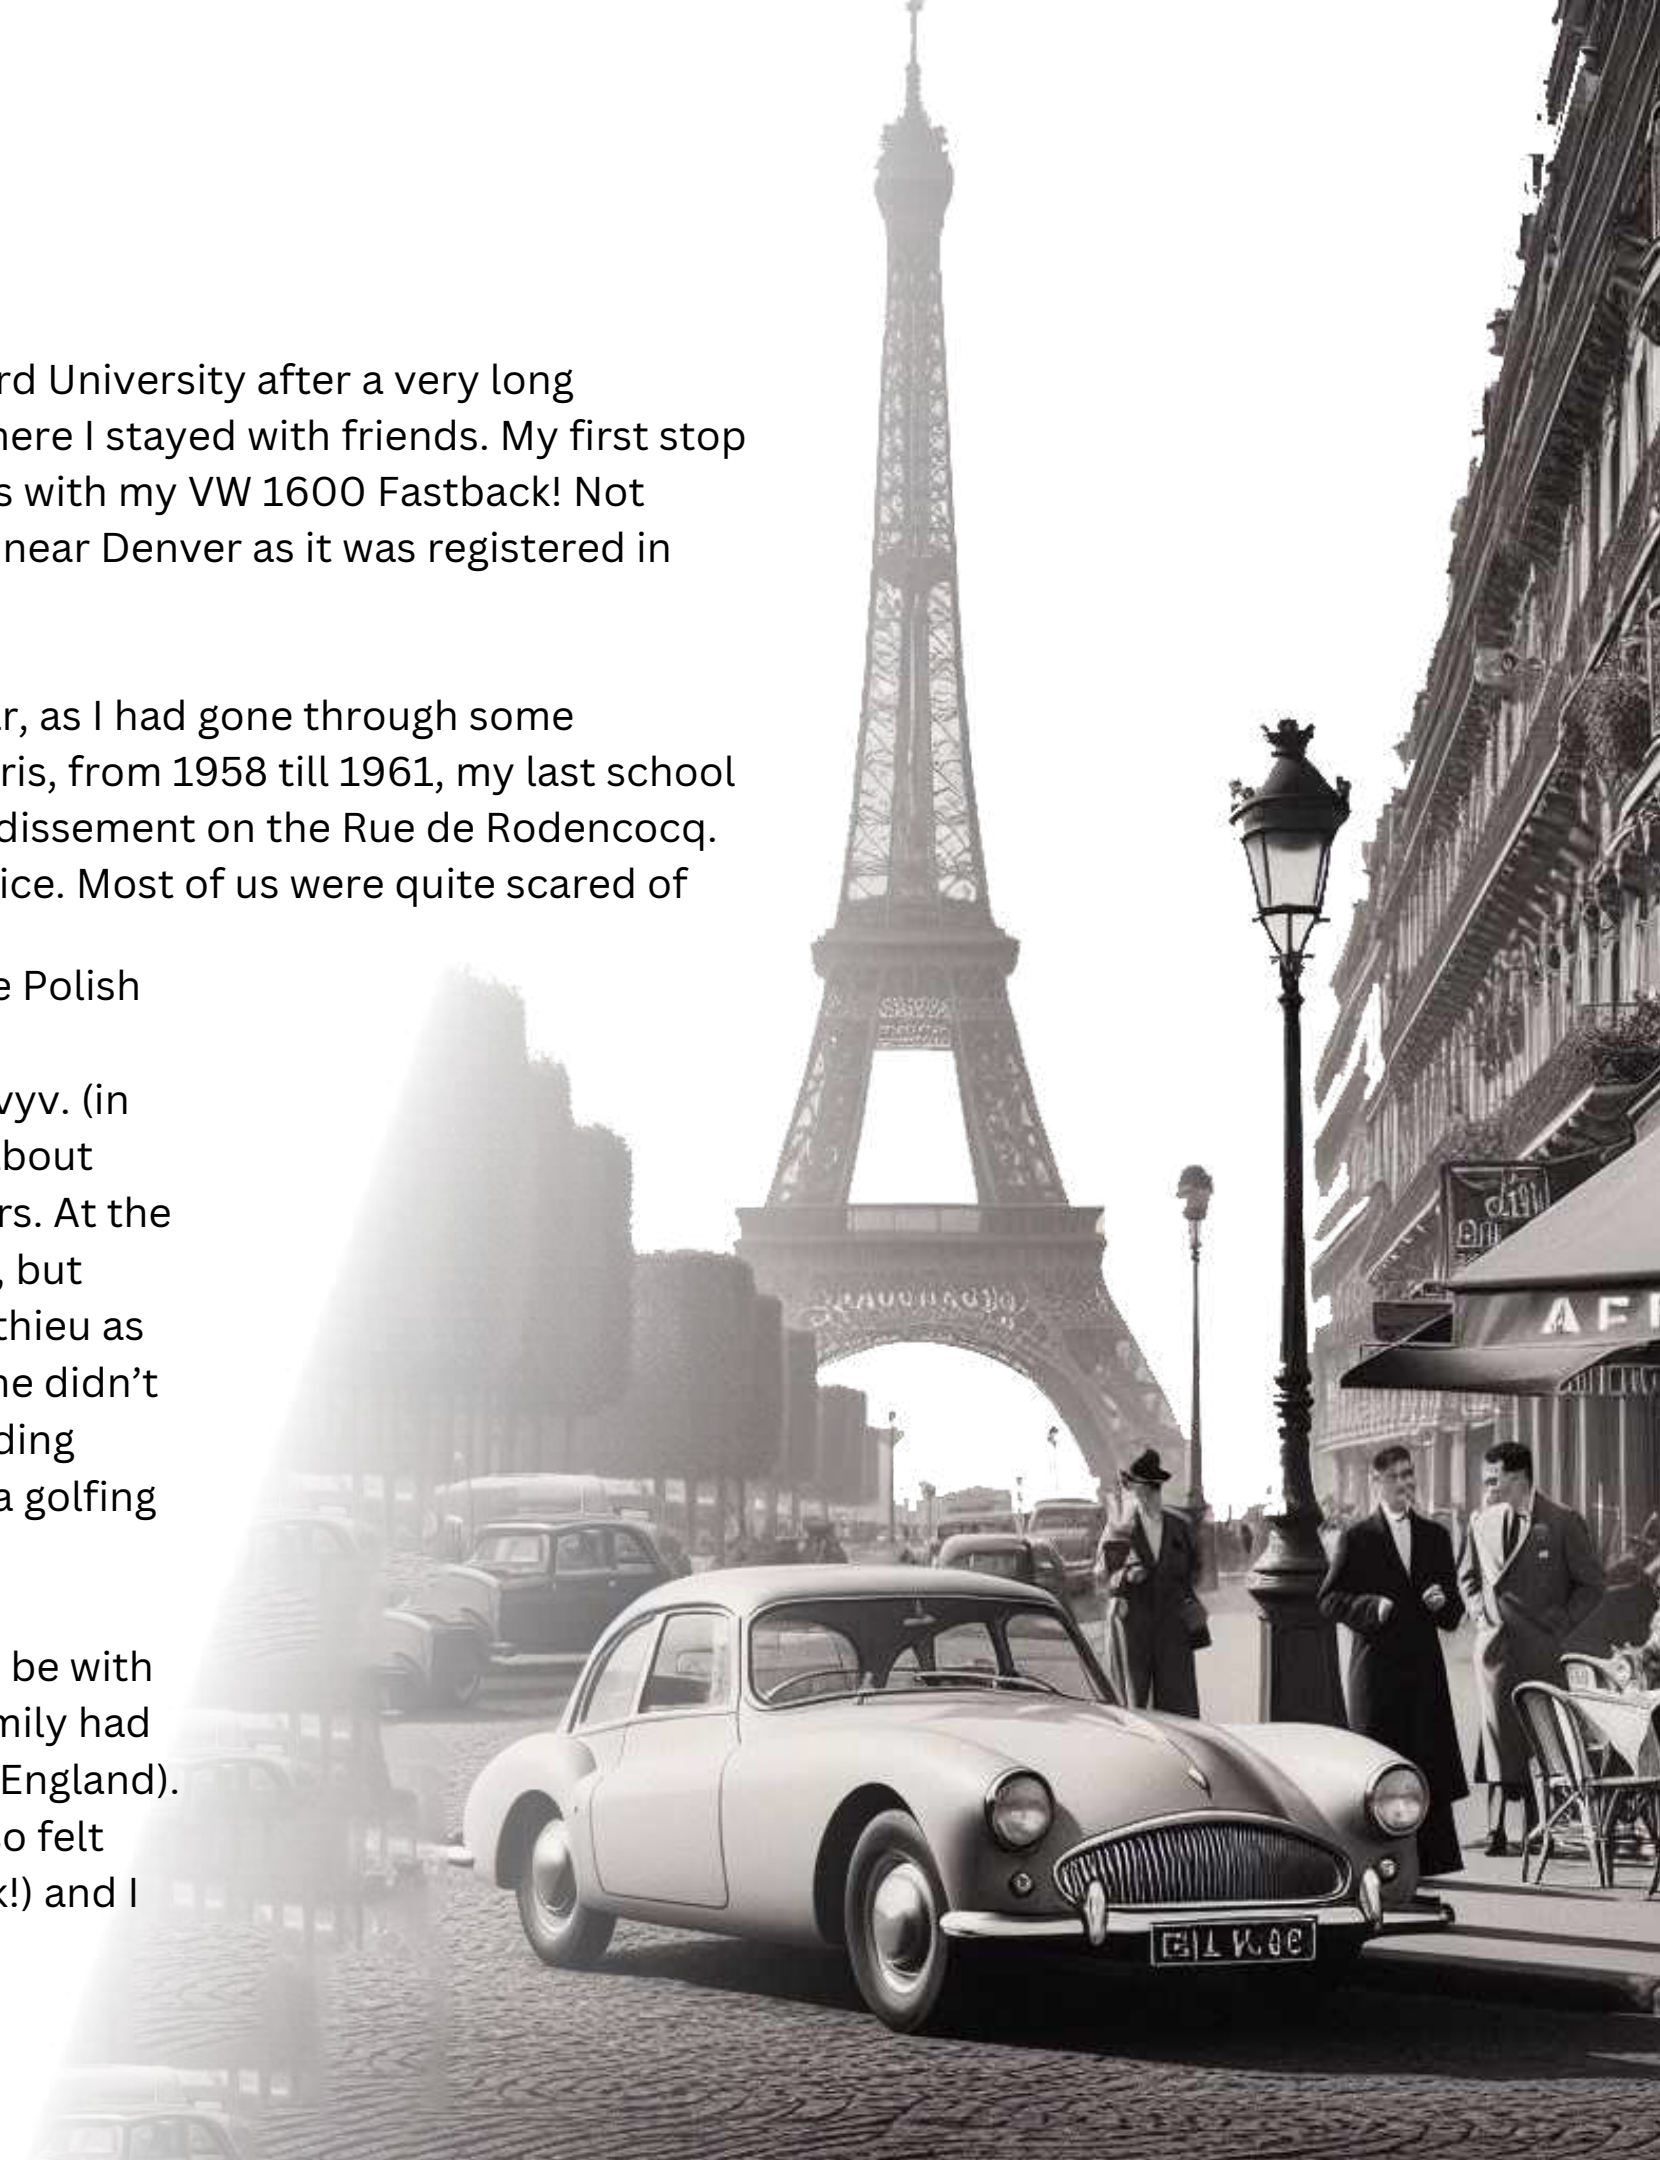 rd University after a very long
here I stayed with friends. My first stop
s with my VW 1600 Fastback! Not
near Denver as it was registered in
r, as I had gone through some
ris, from 1958 till 1961, my last school
dissement on the Rue de Rodencocq.
ice. Most of us were quite scared of
e Polish
vyv. (in
bout
rs. At the
, but
thieu as
he didn’t
ding
a golfing
be with
mily had
England).
so felt
k!) and I
AF